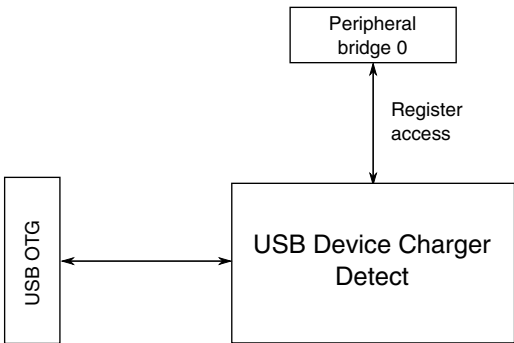 Peripheral
bridge 0
Register
access
USB OTG
USB Device Charger
Detect